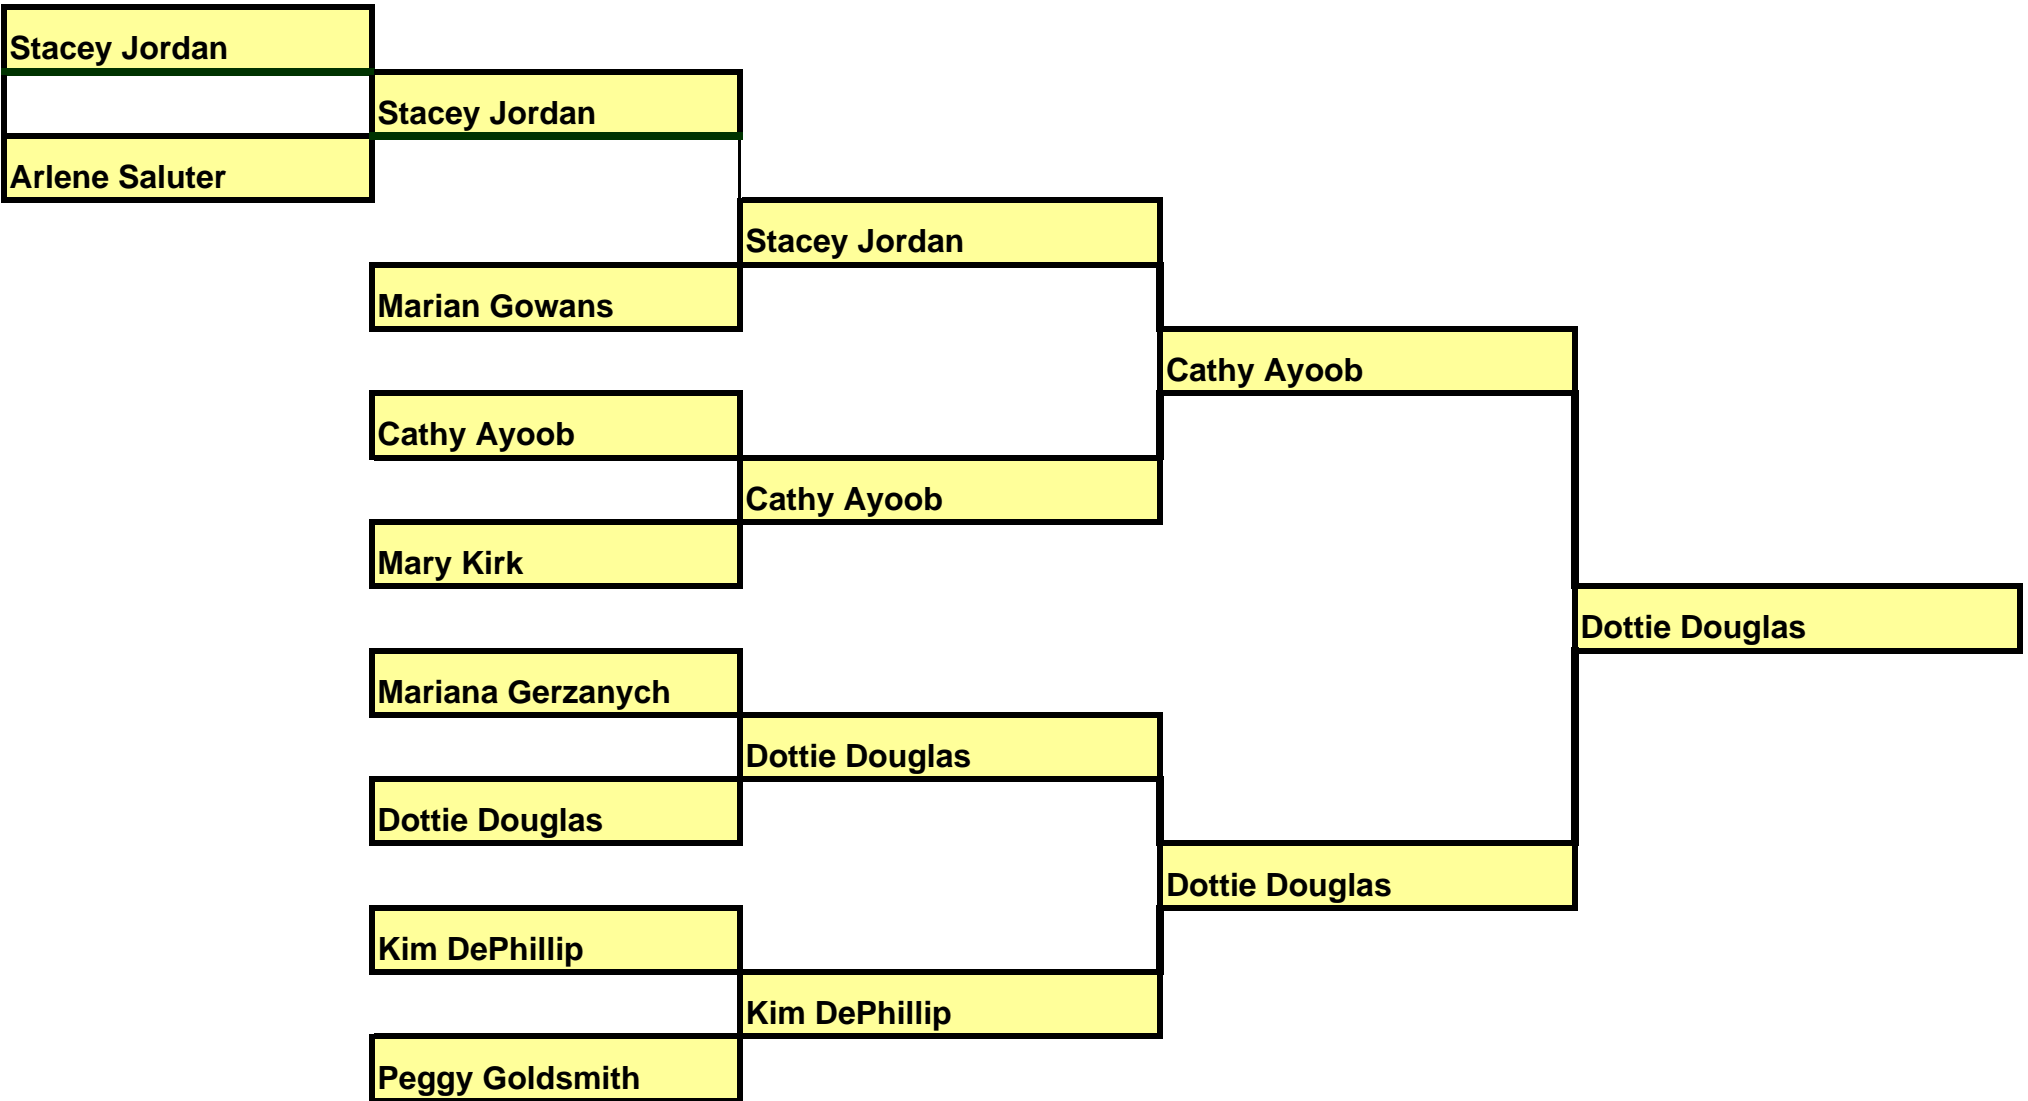 Stacey Jordan
Stacey Jordan
Arlene Saluter
Stacey Jordan
Marian Gowans
Cathy Ayoob
Cathy Ayoob
Cathy Ayoob
Mary Kirk
Dottie Douglas
Mariana Gerzanych
Dottie Douglas
Dottie Douglas
Dottie Douglas
Kim DePhillip
Kim DePhillip
Peggy Goldsmith